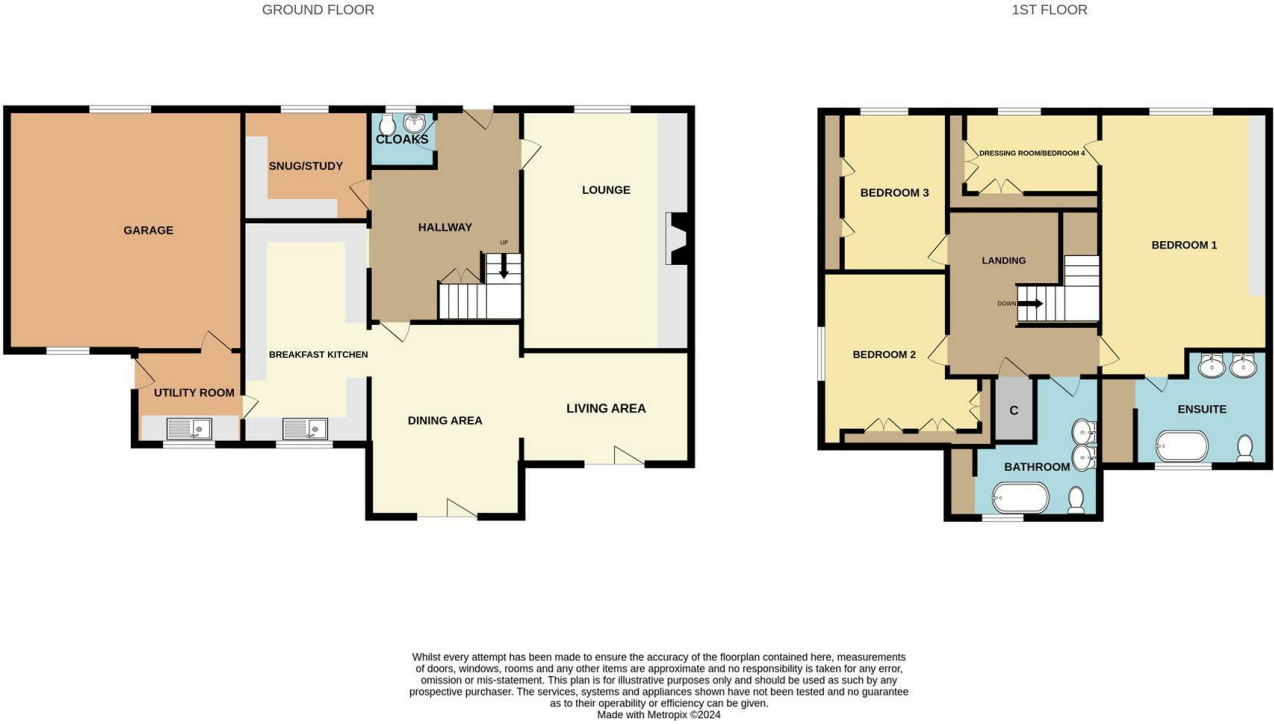 GROUND FLOOR
1ST FLOOR
CLOAKS
SNUG/STUDY
LOUNGE
GARAGE
HALLWAY
UP
BREAKFAST KITCHEN
UTILITY ROOM
DINING AREA
LIVING AREA
DRESSING ROOM/BEDROOM 4
BEDROOM 3
BEDROOM 1
LANDING
DOWN
BEDROOM 2
C
ENSUITE
BATHROOM
Whilst every attempt has been made to ensure the accuracy of the floorplan contained here, measurements
of doors, windows, rooms and any other items are approximate and no responsibility is taken for any error,
omission or mis-statement. This plan is for illustrative purposes only and should be used as such by any
prospective purchaser. The services, systems and appliances shown have not been tested and no guarantee
as to their operability or efficiency can be given.
Made with Metropix ©2024